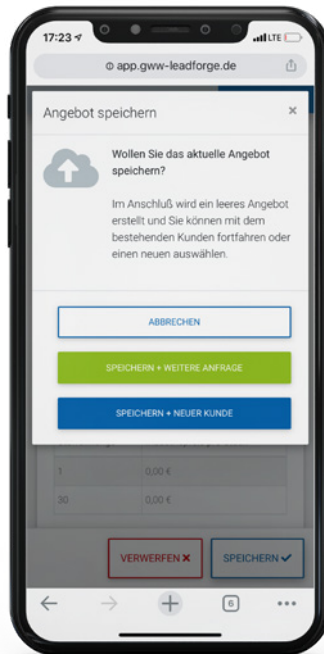 17:23
LTE
app.gww-leadforge.de
Angebot speichern ×
Wollen Sie das aktuelle Angebot
speichern?
Im Anschluß wird ein leeres Angebot
erstellt und Sie können mit dem
bestehenden Kunden fortfahren oder
einen neuen auswählen.
ABBRECHEN
SPEICHERN + WEITERE ANFRAGE
SPEICHERN + NEUER KUNDE
1 0,00 €
30 0,00 €
VERWERFEN ✖ SPEICHERN ✔
6